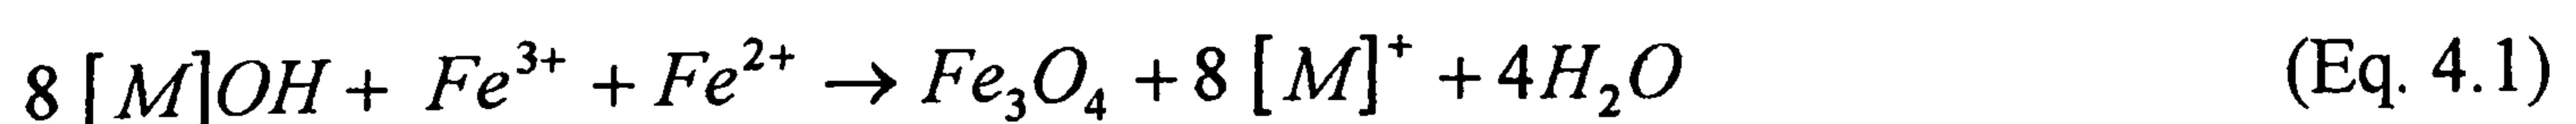 8 [M]OH + Fe³⁺ + Fe²⁺ → Fe₃O₄ + 8 [M]⁺ + 4H₂O (Eq. 4.1)